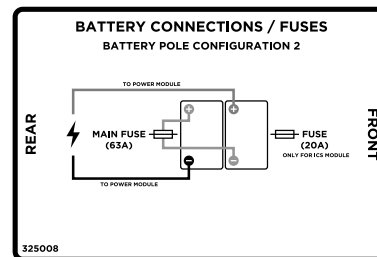 BATTERY CONNECTIONS / FUSES
BATTERY POLE CONFIGURATION 2
TO POWER MODULE
REAR
MAIN FUSE
(63A)
FUSE
(20A)
ONLY FOR ICS MODULE
FRONT
TO POWER MODULE
325008